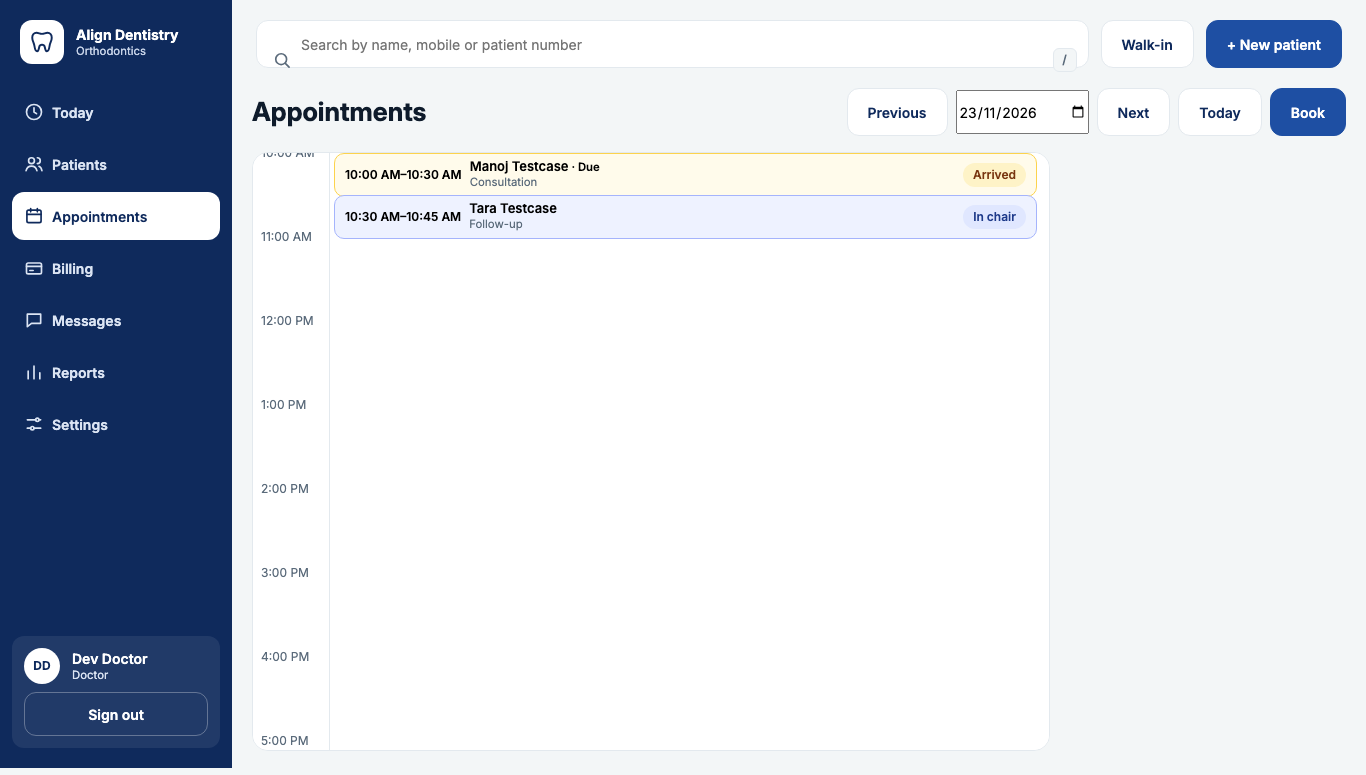 Align Dentistry
Orthodontics
Today
Patients
Appointments
Billing
Messages
Reports
Settings
DD
Dev Doctor
Doctor
Sign out
Search by name, mobile or patient number
/
Walk-in
+ New patient
Appointments
Previous
23/11/2026
Next
Today
Book
10:00 AM
10:00 AM–10:30 AM Manoj Testcase · Due
Consultation
Arrived
10:30 AM–10:45 AM Tara Testcase
Follow-up
In chair
11:00 AM
12:00 PM
1:00 PM
2:00 PM
3:00 PM
4:00 PM
5:00 PM